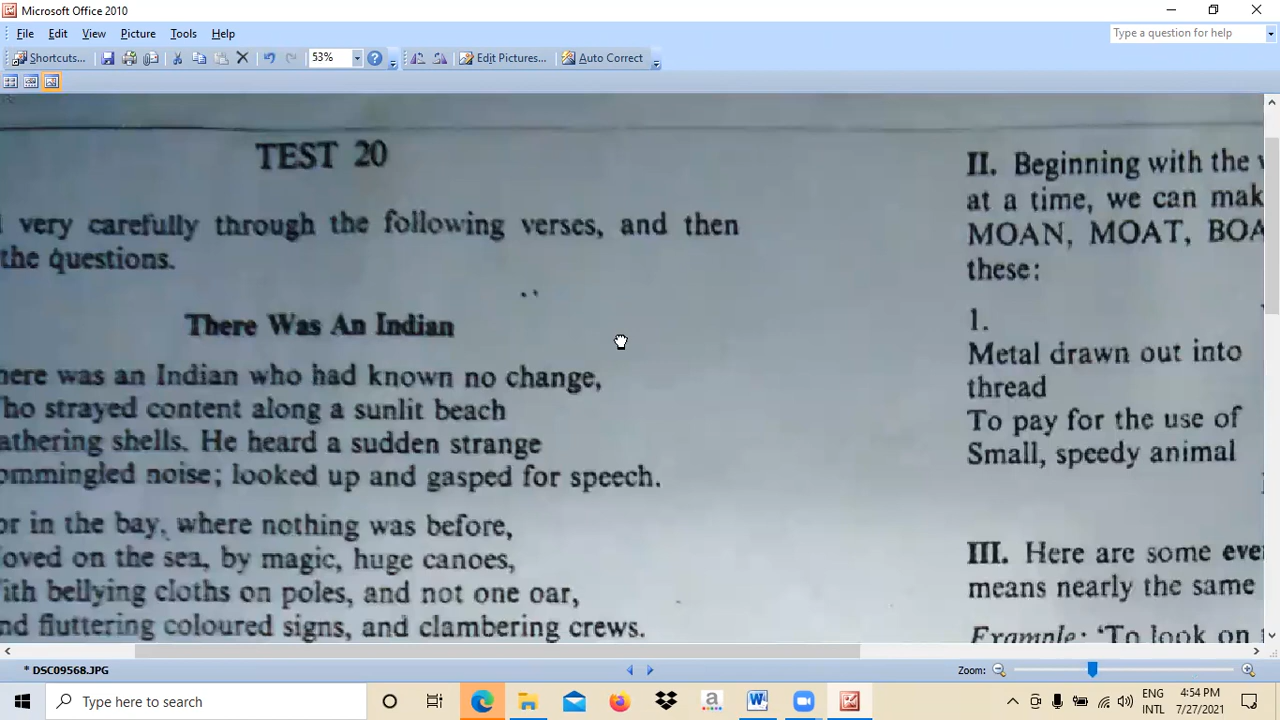 Microsoft Office 2010
File Edit View Picture Tools Help
Type a question for help
Shortcuts... 53% Edit Pictures... Auto Correct
TEST 20
very carefully through the following verses, and then
the questions.
There Was An Indian
here was an Indian who had known no change,
ho strayed content along a sunlit beach
athering shells. He heard a sudden strange
ommingled noise; looked up and gasped for speech.
or in the bay, where nothing was before,
oved on the sea, by magic, huge canoes,
ith bellying cloths on poles, and not one oar,
nd fluttering coloured signs, and clambering crews.
II. Beginning with the
at a time, we can mak
MOAN, MOAT, BOA
these:
1.
Metal drawn out into
thread
To pay for the use of
Small, speedy animal
III. Here are some eve
means nearly the same
Example: 'To look on
* DSC09568.JPG
Zoom:
Type here to search
ENG
INTL
4:54 PM
7/27/2021